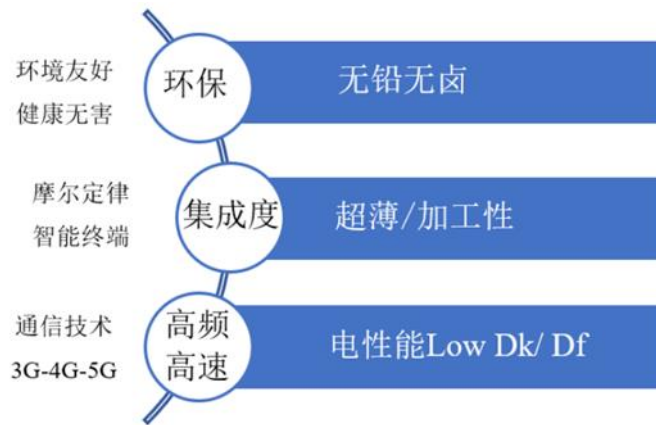 环境友好
健康无害
环保
无铅无卤
摩尔定律
智能终端
集成度
超薄/加工性
通信技术
3G-4G-5G
高频
高速
电性能Low Dk/ Df